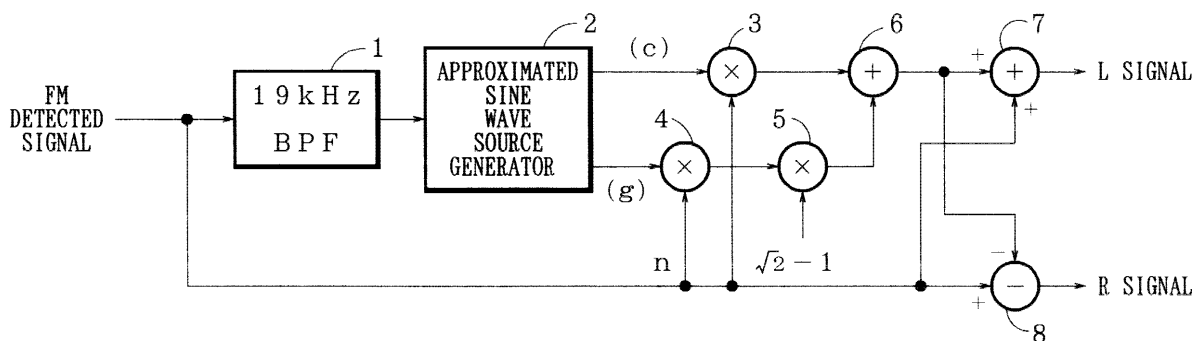 1
2
(c)
3
6
7
FM
DETECTED
SIGNAL
19kHz
BPF
APPROXIMATED
SINE
WAVE
SOURCE
GENERATOR
×
+
+
+
+
L SIGNAL
4
5
×
×
(g)
n
√2-1
−
+
−
R SIGNAL
8